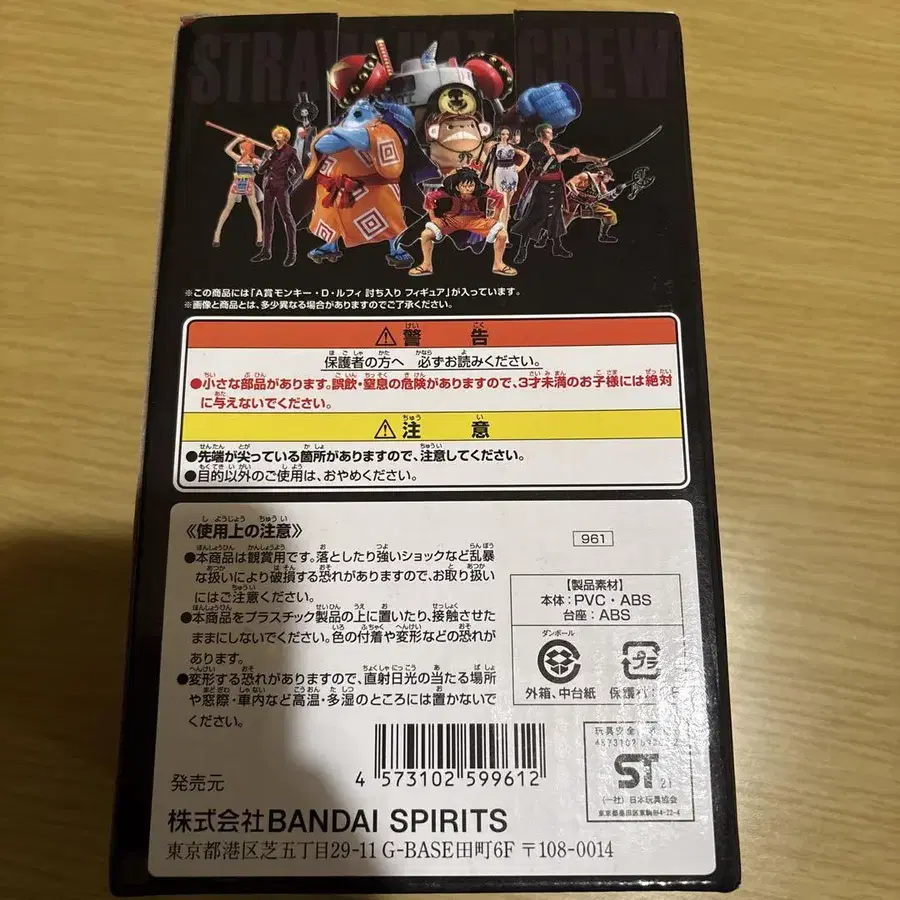 STRAW HAT CREW
※この商品には「A賞モンキー・D・ルフィ 討ち入り フィギュア」が入っています。
※画像と商品とは、多少異なる場合がありますのでご了承ください。
⚠警告
保護者の方へ 必ずお読みください。
●小さな部品があります。誤飲・窒息の危険がありますので、3才未満のお子様には絶対
に与えないでください。
⚠注意
●先端が尖っている箇所がありますので、注意してください。
●目的以外のご使用は、おやめください。
《使用上の注意》
●本商品は観賞用です。落としたり強いショックなど乱暴
な扱いにより破損する恐れがありますので、お取り扱い
にはご注意ください。
●本商品をプラスチック製品の上に置いたり、接触させた
ままにしないでください。色の付着や変形などの恐れが
あります。
●変形する恐れがありますので、直射日光の当たる場所
や窓際・車内など高温・多湿のところには置かないで
ください。
961
【製品素材】
本体:PVC・ABS
台座:ABS
ダンボール
外箱、中台紙
プラ
保護
玩具安全
ST
21
(一社)日本玩具協会
東京都墨田区東駒形4-22-4
4 573102 599612
発売元
株式会社BANDAI SPIRITS
東京都港区芝五丁目29-11 G-BASE田町6F 〒108-0014